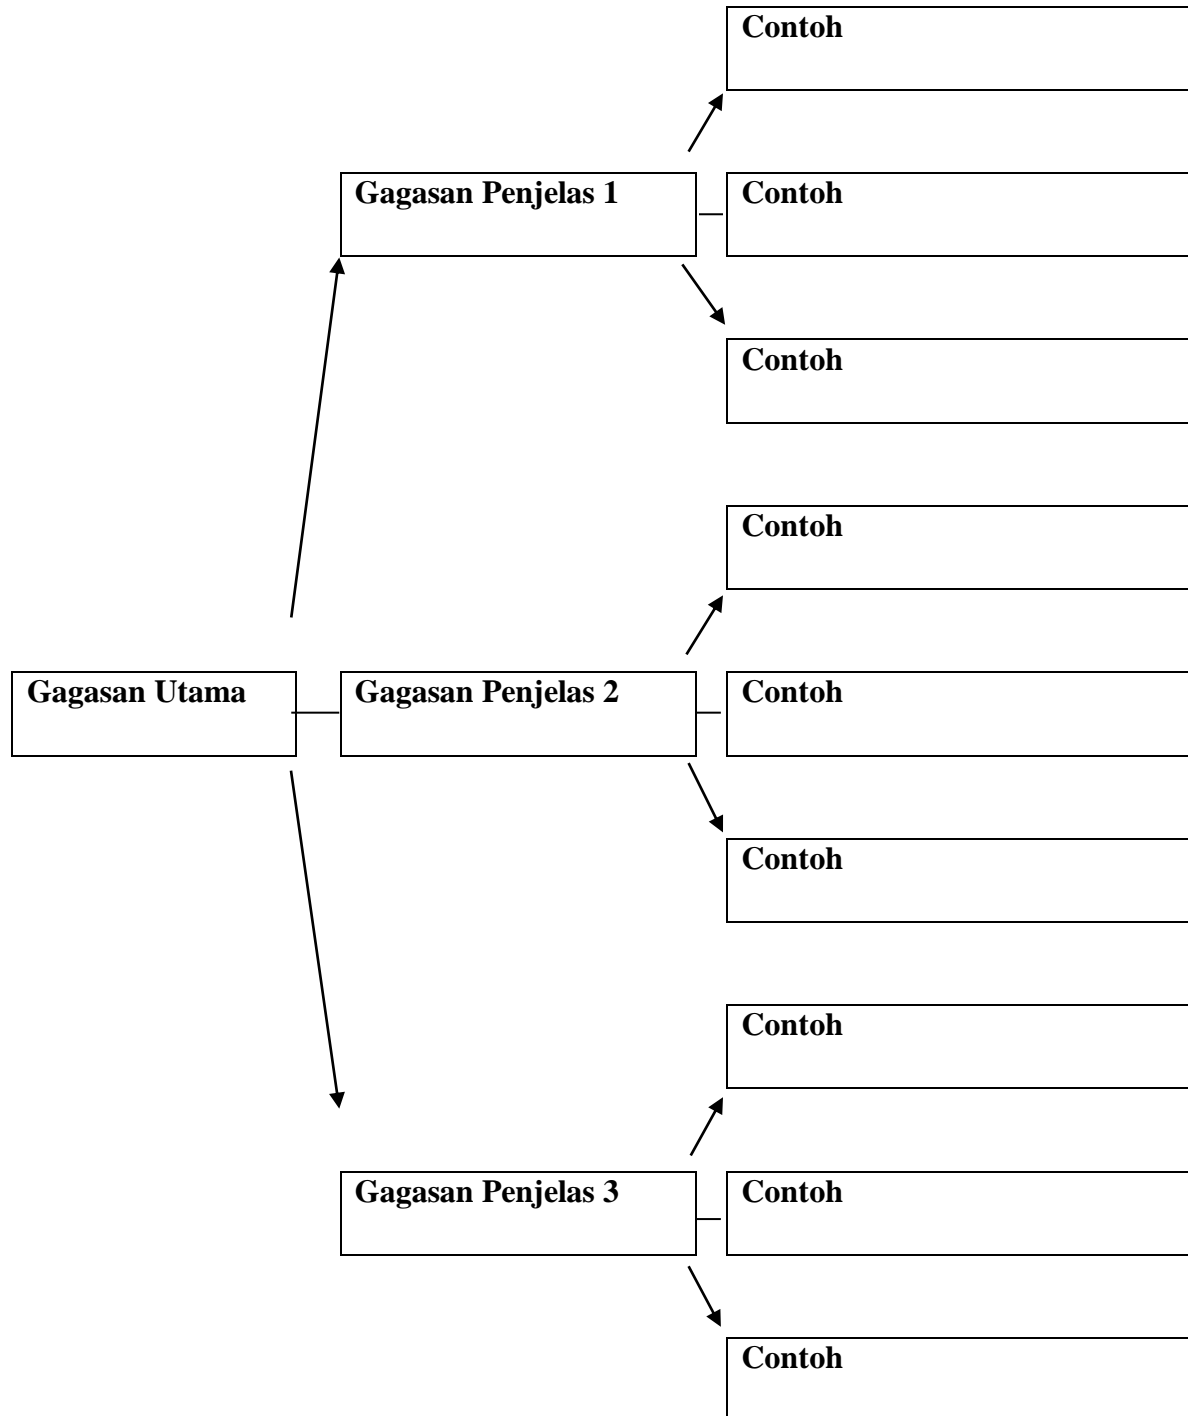 Contoh
Gagasan Penjelas 1
Contoh
Contoh
Contoh
Gagasan Utama
Gagasan Penjelas 2
Contoh
Contoh
Contoh
Gagasan Penjelas 3
Contoh
Contoh